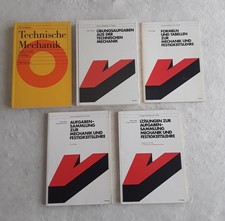 Technische
Mechanik
ÜBUNGSAUFGABEN
AUS DER
TECHNISCHEN
MECHANIK
FORMELN
UND TABELLEN
ZUR
MECHANIK UND
FESTIGKEITSLEHRE
AUFGABEN-
SAMMLUNG
ZUR
MECHANIK UND
FESTIGKEITSLEHRE
LÖSUNGEN ZUR
AUFGABEN-
SAMMLUNG
MECHANIK UND
FESTIGKEITSLEHRE